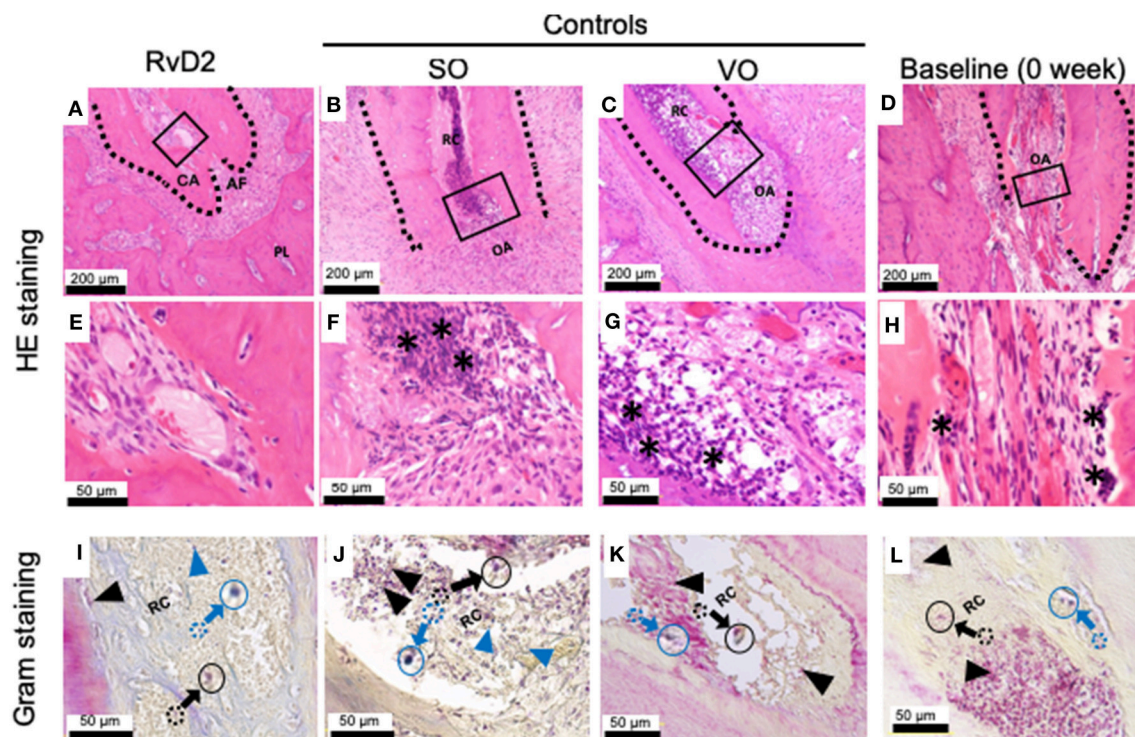 Controls
RvD2
SO
VO
Baseline (0 week)
HE staining
A
CA
AF
PL
200 µm
B
RC
OA
200 µm
C
RC
OA
200 µm
D
OA
200 µm
E
50 µm
F
* * *
50 µm
G
* * *
50 µm
H
* * *
50 µm
Gram staining
I
RC
50 µm
J
RC
50 µm
K
RC
50 µm
L
RC
50 µm